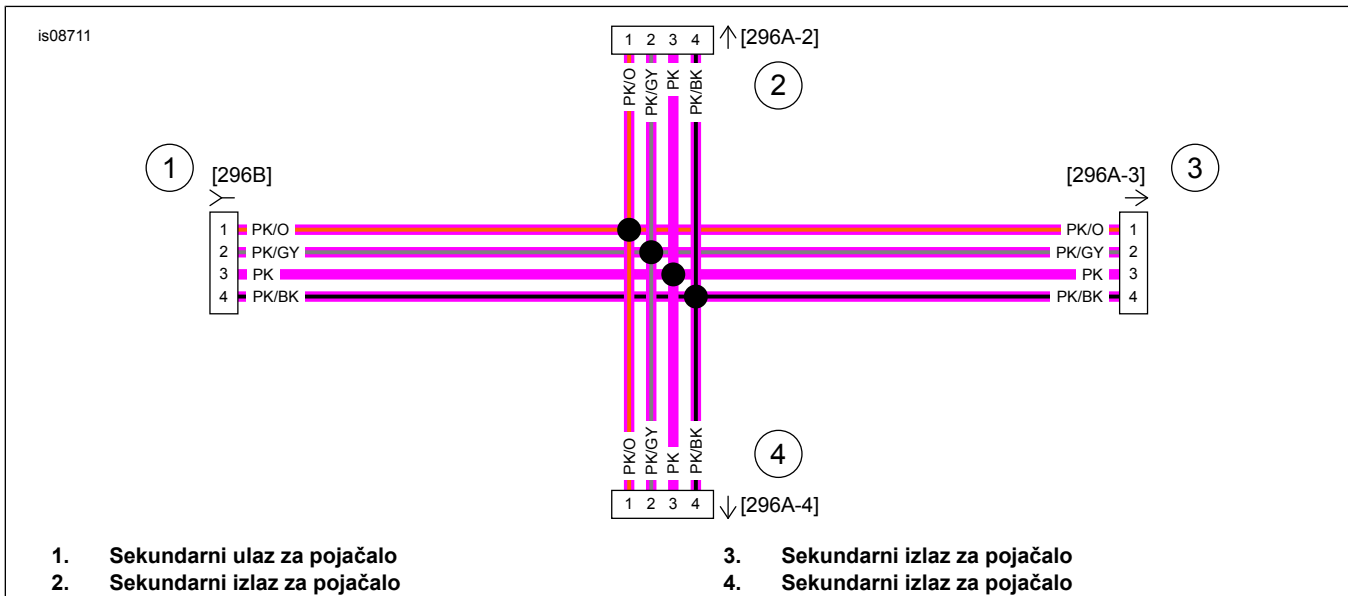 is08711
1 2 3 4
[296A-2]
PK/O PK/GY PK PK/BK
2
1
[296B]
[296A-3]
3
1 PK/O PK/O 1
2 PK/GY PK/GY 2
3 PK PK 3
4 PK/BK PK/BK 4
PK/O PK/GY PK PK/BK
4
1 2 3 4
[296A-4]
1. Sekundarni ulaz za pojačalo
2. Sekundarni izlaz za pojačalo
3. Sekundarni izlaz za pojačalo
4. Sekundarni izlaz za pojačalo